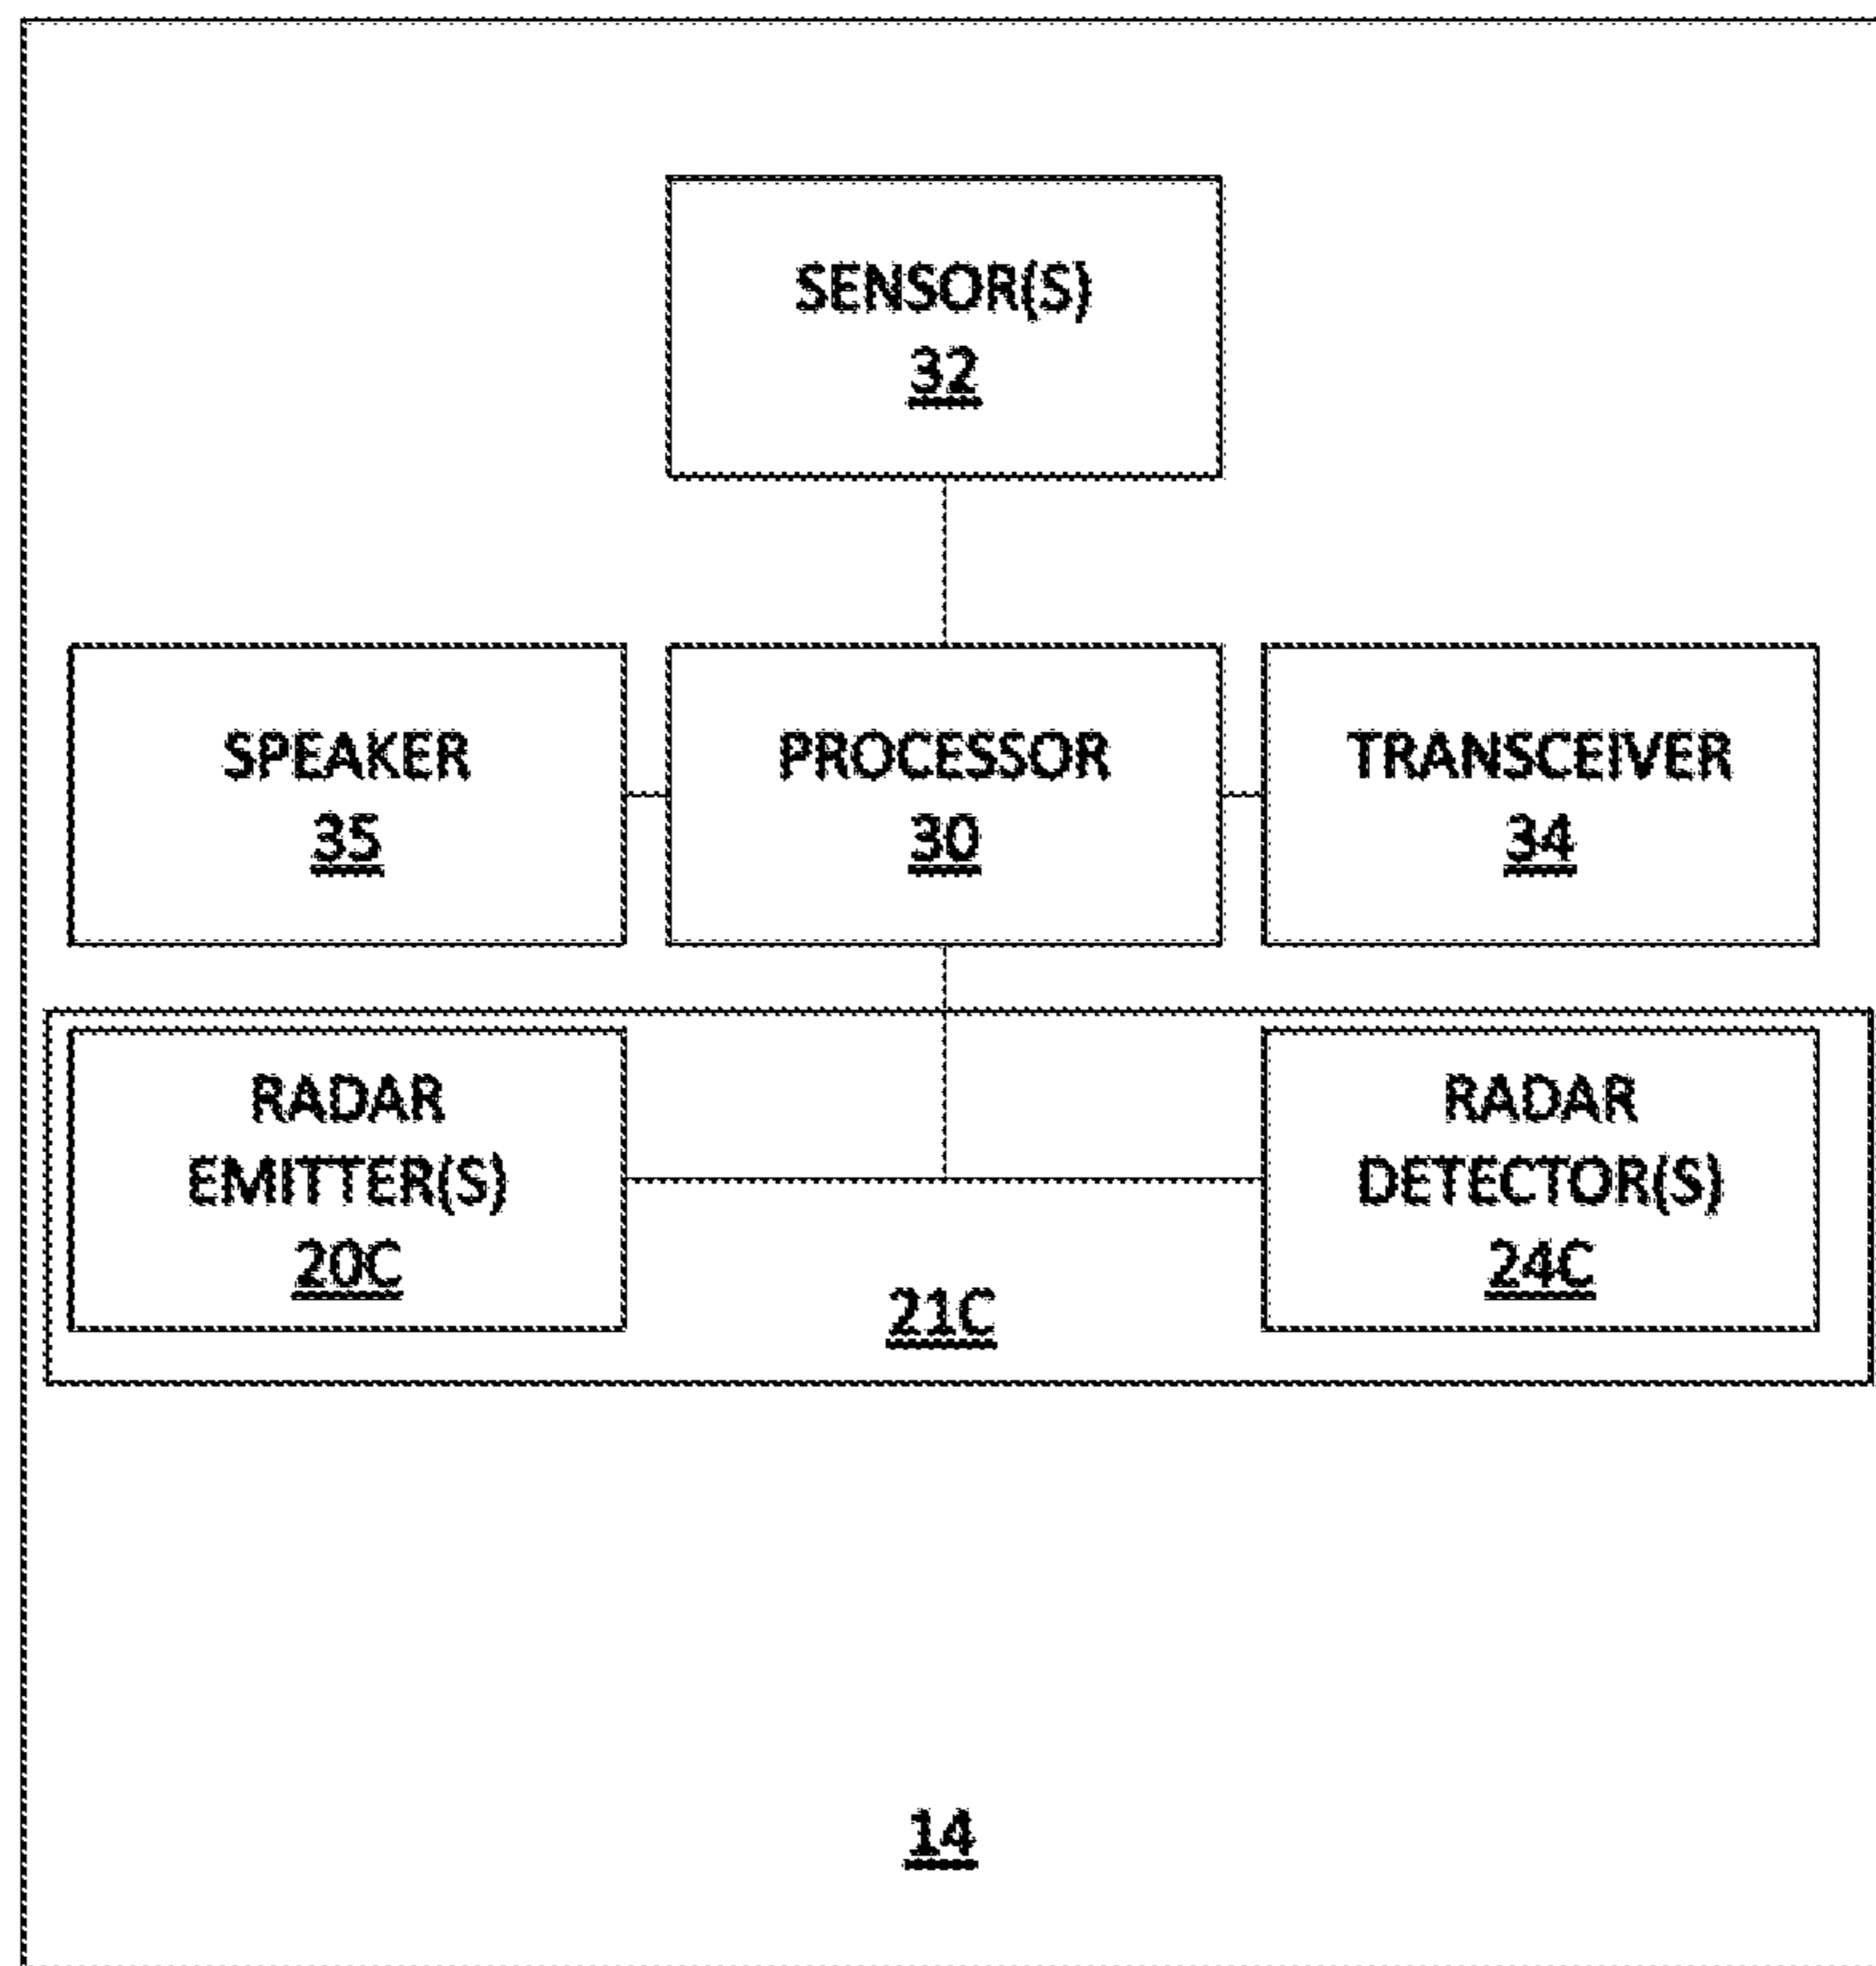 SENSOR(S)
32
SPEAKER
35
PROCESSOR
30
TRANSCEIVER
34
RADAR
EMITTER(S)
20C
RADAR
DETECTOR(S)
24C
21C
14